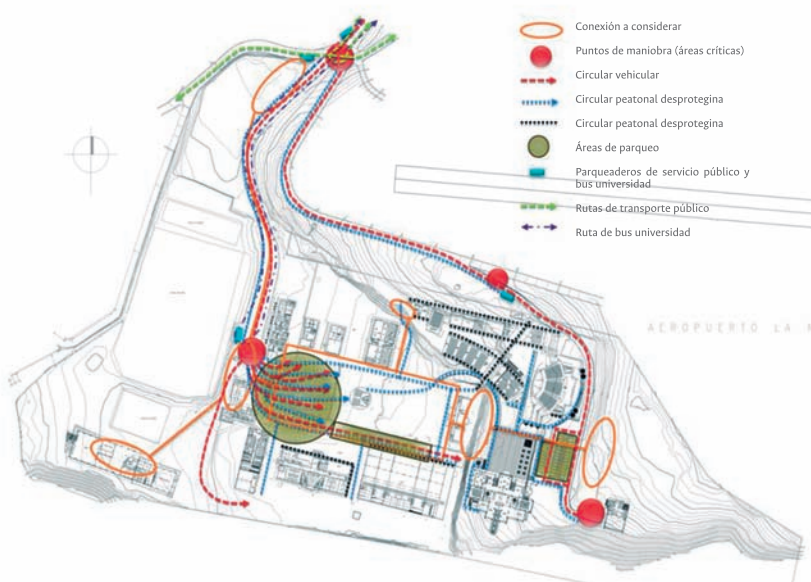 Conexión a considerar
Puntos de maniobra (áreas críticas)
Circular vehicular
Circular peatonal desprotegina
Circular peatonal desprotegina
Áreas de parqueo
Parqueaderos de servicio público y
bus universidad
Rutas de transporte público
Ruta de bus universidad
AEROPUERTO LA